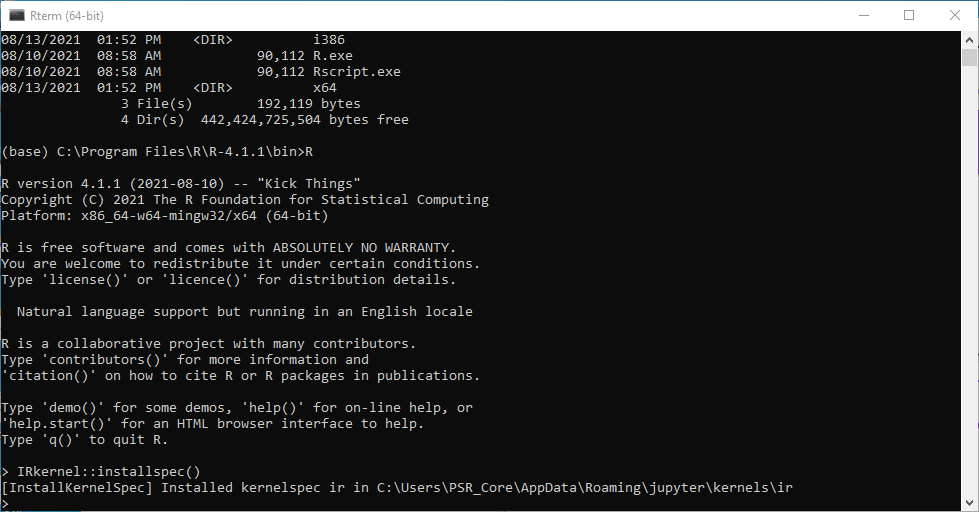 Rterm (64-bit)
08/13/2021  01:52 PM    <DIR>          i386
08/10/2021  08:58 AM            90,112 R.exe
08/10/2021  08:58 AM            90,112 Rscript.exe
08/13/2021  01:52 PM    <DIR>          x64
               3 File(s)        192,119 bytes
               4 Dir(s)  442,424,725,504 bytes free
(base) C:\Program Files\R\R-4.1.1\bin>R
R version 4.1.1 (2021-08-10) -- "Kick Things"
Copyright (C) 2021 The R Foundation for Statistical Computing
Platform: x86_64-w64-mingw32/x64 (64-bit)
R is free software and comes with ABSOLUTELY NO WARRANTY.
You are welcome to redistribute it under certain conditions.
Type 'license()' or 'licence()' for distribution details.
  Natural language support but running in an English locale
R is a collaborative project with many contributors.
Type 'contributors()' for more information and
'citation()' on how to cite R or R packages in publications.
Type 'demo()' for some demos, 'help()' for on-line help, or
'help.start()' for an HTML browser interface to help.
Type 'q()' to quit R.
> IRkernel::installspec()
[InstallKernelSpec] Installed kernelspec ir in C:\Users\PSR_Core\AppData\Roaming\jupyter\kernels\ir
>